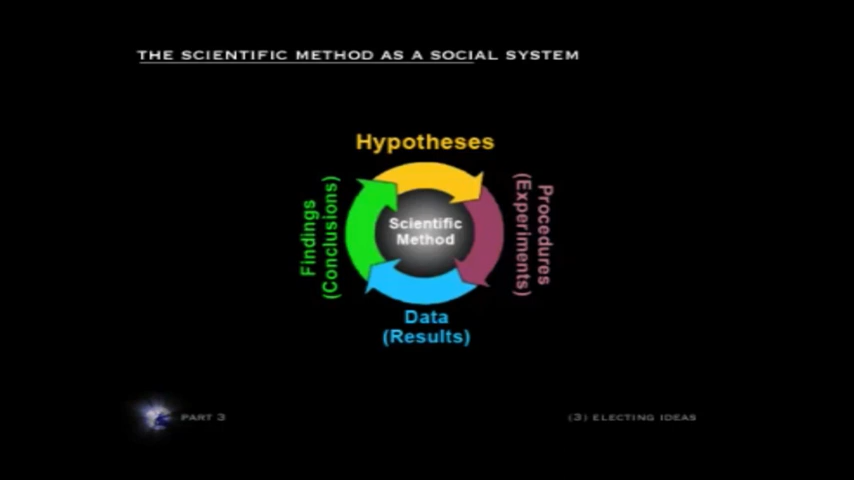 THE SCIENTIFIC METHOD AS A SOCIAL SYSTEM
Hypotheses
Procedures
(Experiments)
Scientific
Method
Findings
(Conclusions)
Data
(Results)
PART 3
(3) ELECTING IDEAS